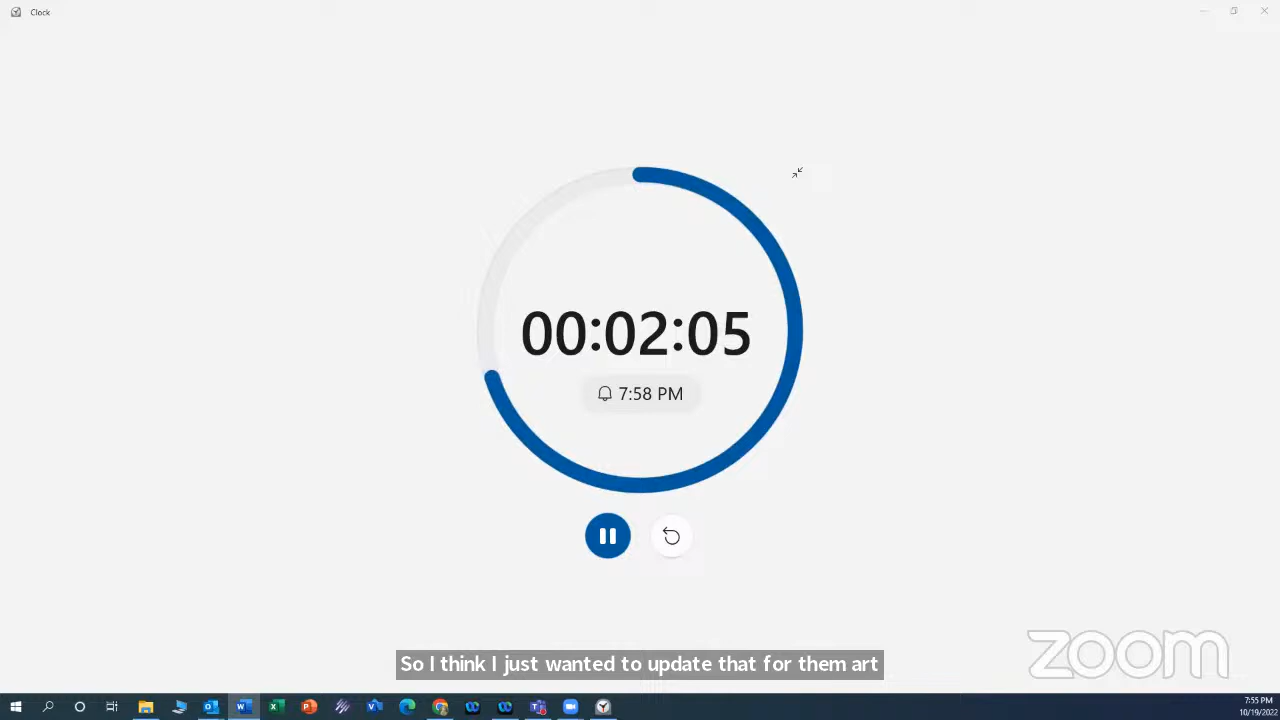 Clock
00:02:05
7:58 PM
So I think I just wanted to update that for them art
zoom
7:55 PM
10/19/2022